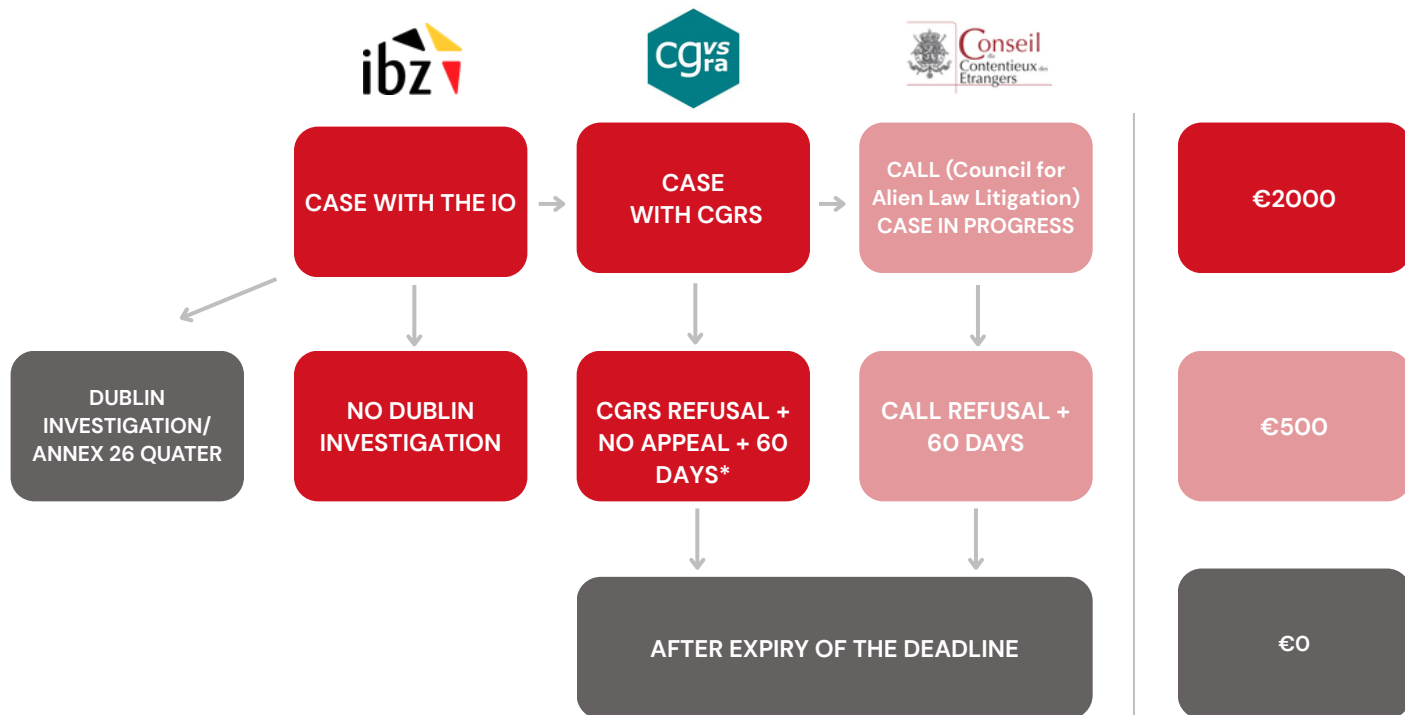 ibz
cgvs
ra
Conseil
du
Contentieux des
Etrangers
CASE WITH THE IO
CASE
WITH CGRS
CALL (Council for
Alien Law Litigation)
CASE IN PROGRESS
€2000
DUBLIN
INVESTIGATION/
ANNEX 26 QUATER
NO DUBLIN
INVESTIGATION
CGRS REFUSAL +
NO APPEAL + 60
DAYS*
CALL REFUSAL +
60 DAYS
€500
AFTER EXPIRY OF THE DEADLINE
€0